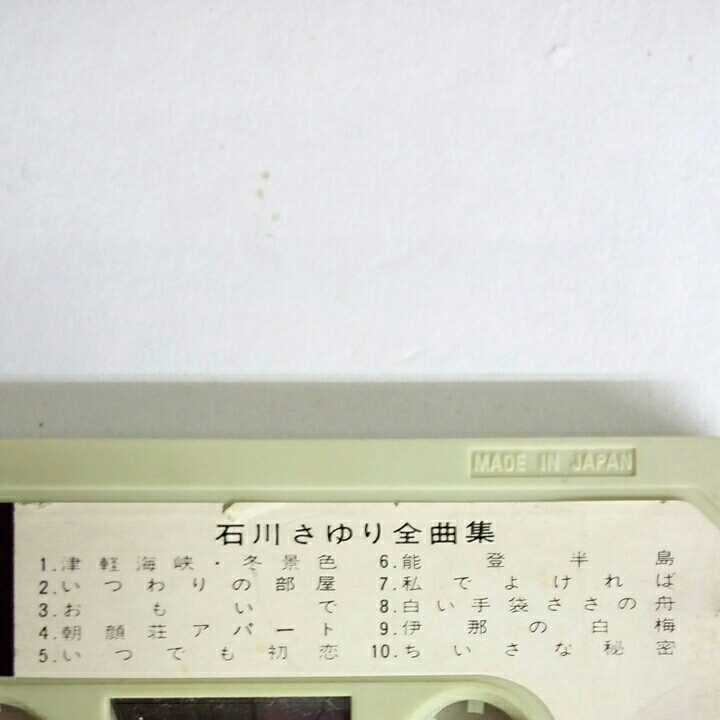 MADE IN JAPAN
石川さゆり全曲集
1.津軽海峡・冬景色
2.いつわりの部屋
3.おもいで
4.朝顔荘アパート
5.いつでも初恋
6.能登半島
7.私でよければ
8.白い手袋ささの舟
9.伊那の白梅
10.ちいさな秘密